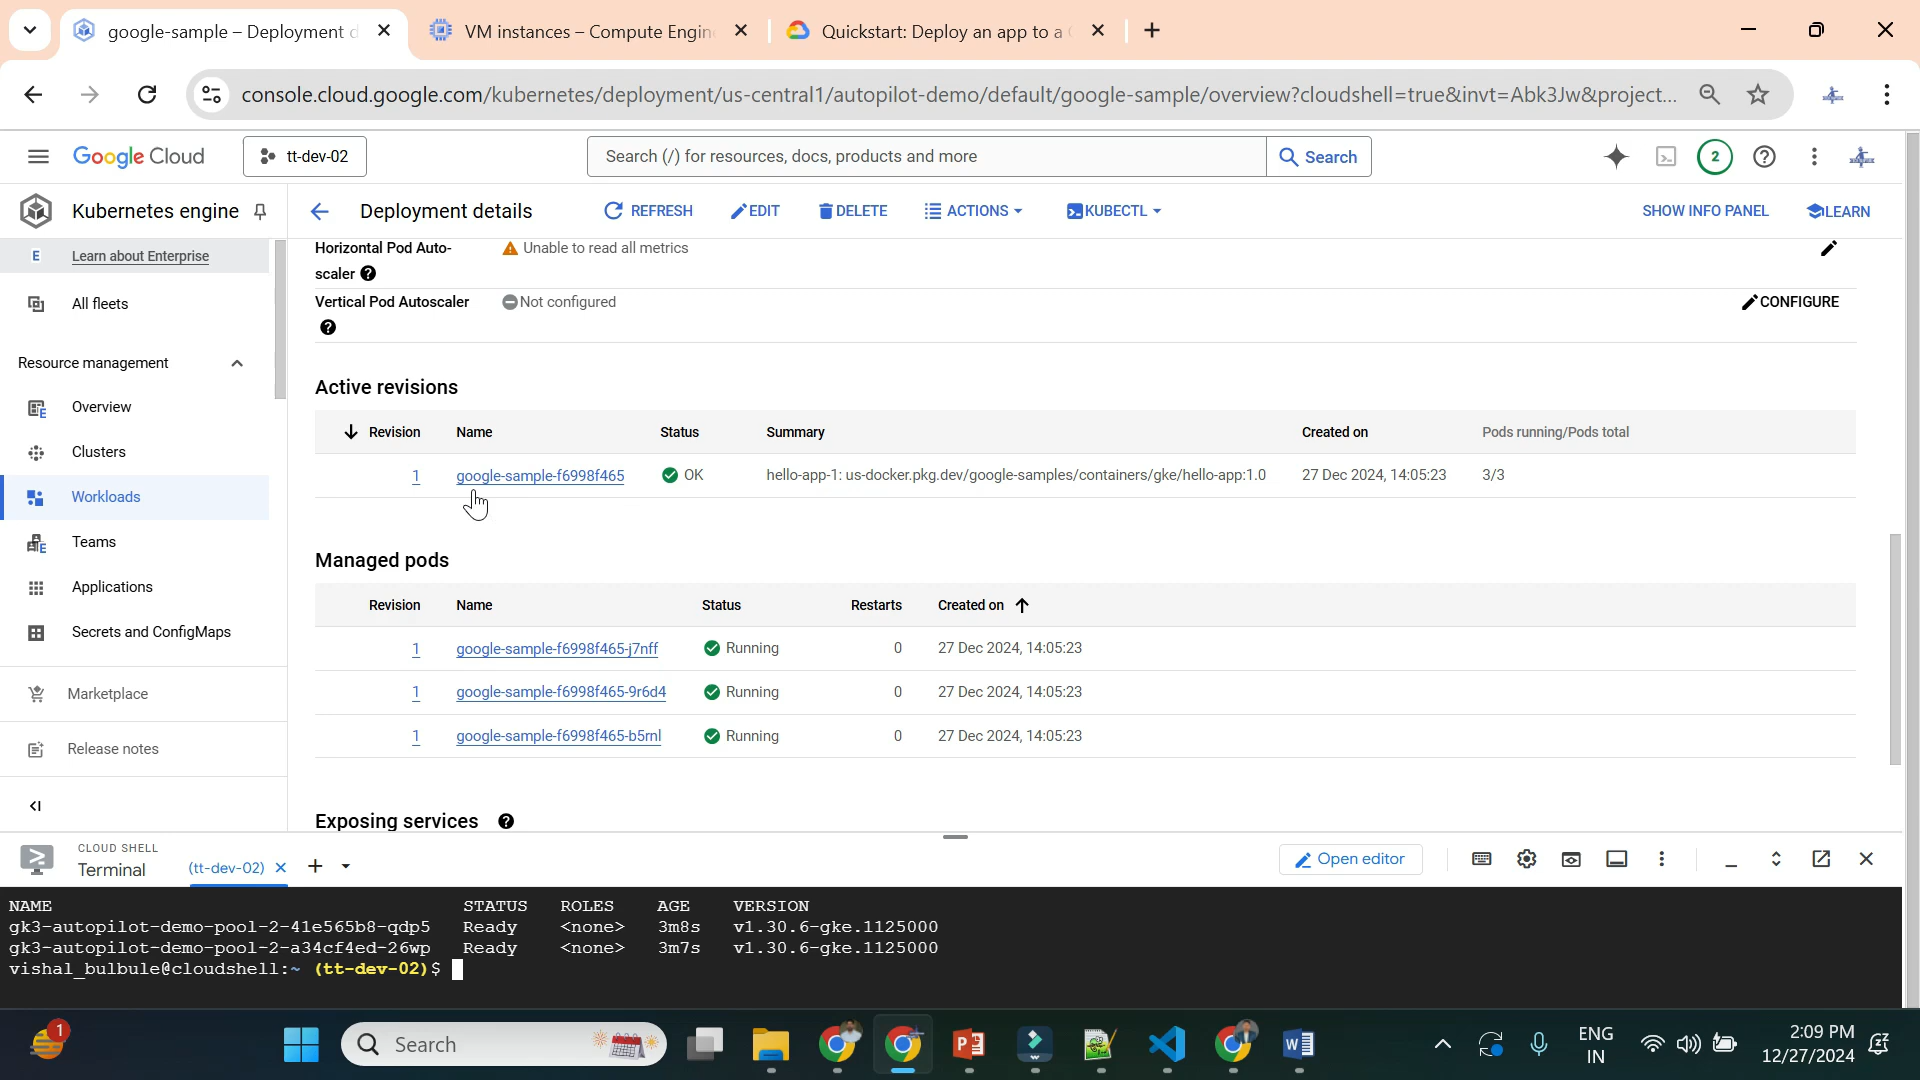 google-sample – Deployment d
VM instances – Compute Engin
Quickstart: Deploy an app to a
console.cloud.google.com/kubernetes/deployment/us-central1/autopilot-demo/default/google-sample/overview?cloudshell=true&invt=Abk3Jw&project...
Google Cloud
tt-dev-02
Search (/) for resources, docs, products and more
Search
2
Kubernetes engine
Deployment details
REFRESH
EDIT
DELETE
ACTIONS
KUBECTL
SHOW INFO PANEL
LEARN
E
Learn about Enterprise
All fleets
Resource management
Overview
Clusters
Workloads
Teams
Applications
Secrets and ConfigMaps
Marketplace
Release notes
Horizontal Pod Auto-
scaler
Unable to read all metrics
Vertical Pod Autoscaler
Not configured
CONFIGURE
Active revisions
Revision Name Status Summary Created on Pods running/Pods total
1 google-sample-f6998f465 OK hello-app-1: us-docker.pkg.dev/google-samples/containers/gke/hello-app:1.0 27 Dec 2024, 14:05:23 3/3
Managed pods
Revision Name Status Restarts Created on
1 google-sample-f6998f465-j7nff Running 0 27 Dec 2024, 14:05:23
1 google-sample-f6998f465-9r6d4 Running 0 27 Dec 2024, 14:05:23
1 google-sample-f6998f465-b5rnl Running 0 27 Dec 2024, 14:05:23
Exposing services
CLOUD SHELL
Terminal
(tt-dev-02)
Open editor
NAME STATUS ROLES AGE VERSION
gk3-autopilot-demo-pool-2-41e565b8-qdp5 Ready <none> 3m8s v1.30.6-gke.1125000
gk3-autopilot-demo-pool-2-a34cf4ed-26wp Ready <none> 3m7s v1.30.6-gke.1125000
vishal_bulbule@cloudshell:~ (tt-dev-02)$
1
Search
ENG
IN
2:09 PM
12/27/2024